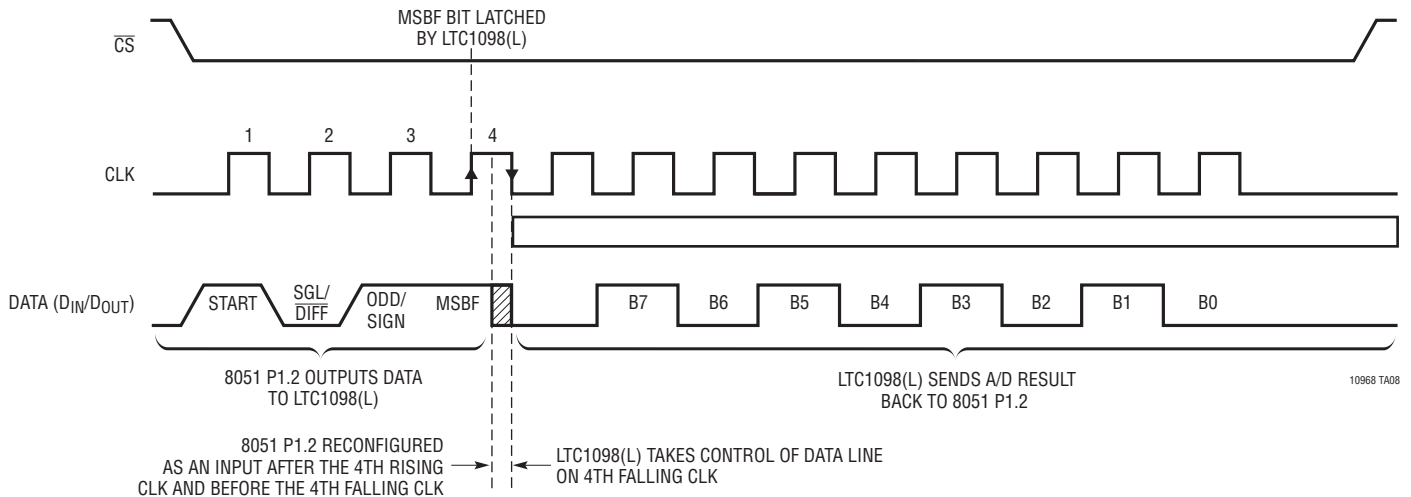 MSBF BIT LATCHED
BY LTC1098(L)
CS
1 2 3 4
CLK
DATA (DIN/DOUT)
START
SGL/
DIFF
ODD/
SIGN
MSBF
B7 B6 B5 B4 B3 B2 B1 B0
8051 P1.2 OUTPUTS DATA
TO LTC1098(L)
LTC1098(L) SENDS A/D RESULT
BACK TO 8051 P1.2
10968 TA08
8051 P1.2 RECONFIGURED
AS AN INPUT AFTER THE 4TH RISING
CLK AND BEFORE THE 4TH FALLING CLK
LTC1098(L) TAKES CONTROL OF DATA LINE
ON 4TH FALLING CLK